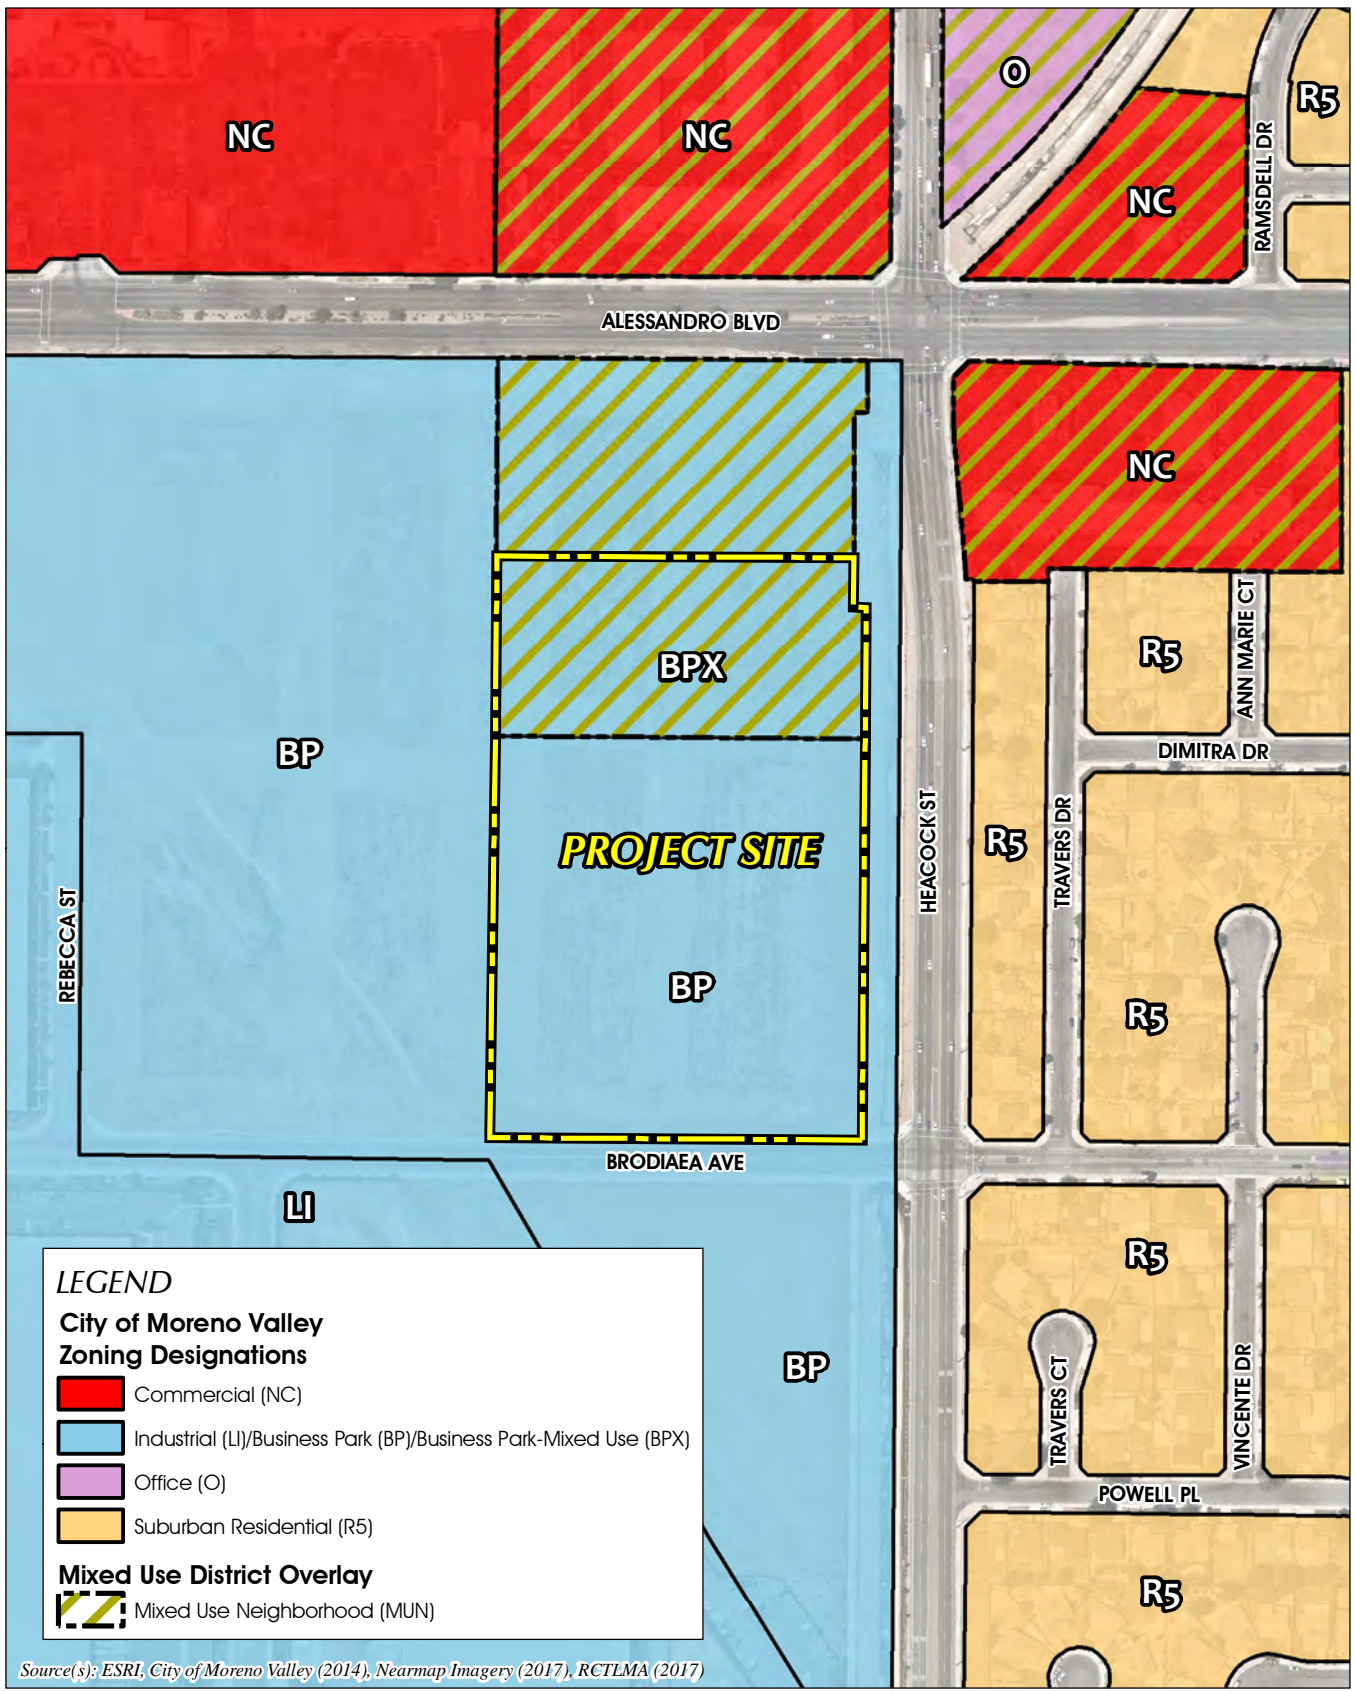 NC
NC
O
R5
NC
RAMSDELL DR
ALESSANDRO BLVD
NC
BPX
R5
ANN MARIE CT
BP
DIMITRA DR
PROJECT SITE
HEACOCK ST
R5
TRAVERS DR
REBECCA ST
BP
R5
BRODIAEA AVE
LI
R5
BP
TRAVERS CT
VINCENTE DR
POWELL PL
R5
LEGEND
City of Moreno Valley
Zoning Designations
Commercial (NC)
Industrial (LI)/Business Park (BP)/Business Park-Mixed Use (BPX)
Office (O)
Suburban Residential (R5)
Mixed Use District Overlay
Mixed Use Neighborhood (MUN)
Source(s): ESRI, City of Moreno Valley (2014), Nearmap Imagery (2017), RCTLMA (2017)